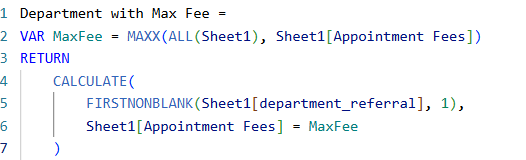 1 Department with Max Fee =
2 VAR MaxFee = MAXX(ALL(Sheet1), Sheet1[Appointment Fees])
3 RETURN
4     CALCULATE(
5         FIRSTNONBLANK(Sheet1[department_referral], 1),
6         Sheet1[Appointment Fees] = MaxFee
7     )